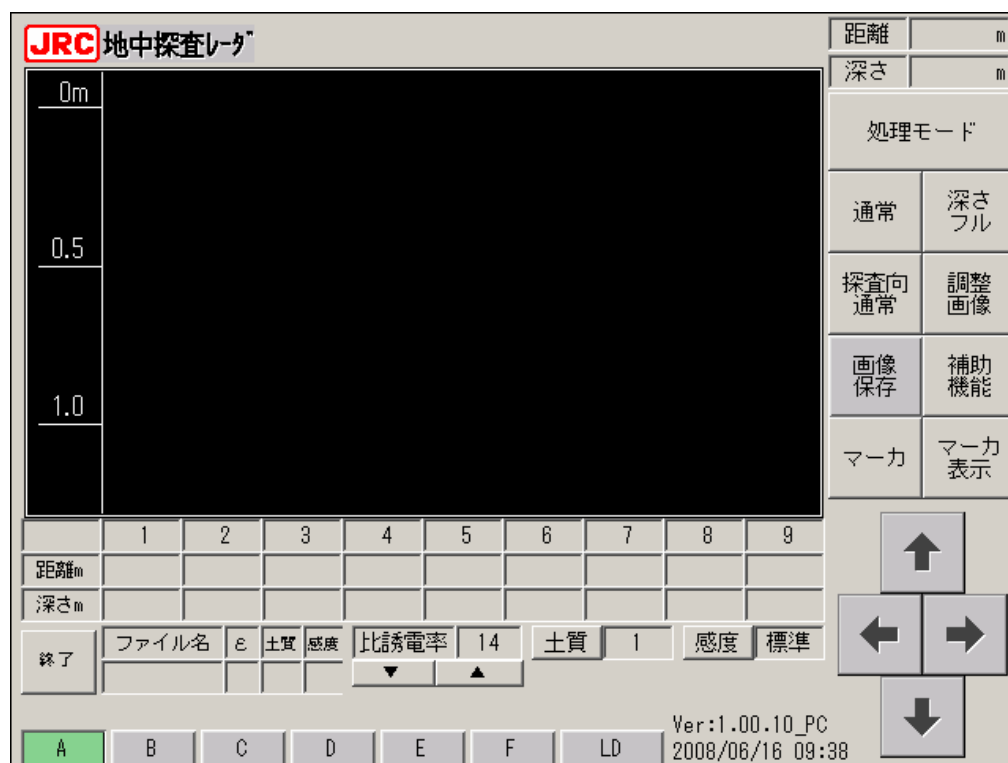 JRC 地中探査ﾚｰﾀﾞ
距離 m
深さ m
0m
0.5
1.0
処理モード
通常
深さ
フル
探査向
通常
調整
画像
画像
保存
補助
機能
マーカ
マーカ
表示
1 2 3 4 5 6 7 8 9
距離m
深さm
終了
ファイル名 ε 土質 感度
比誘電率 14
▼ ▲
土質 1
感度 標準
A B C D E F LD
Ver:1.00.10_PC
2008/06/16 09:38